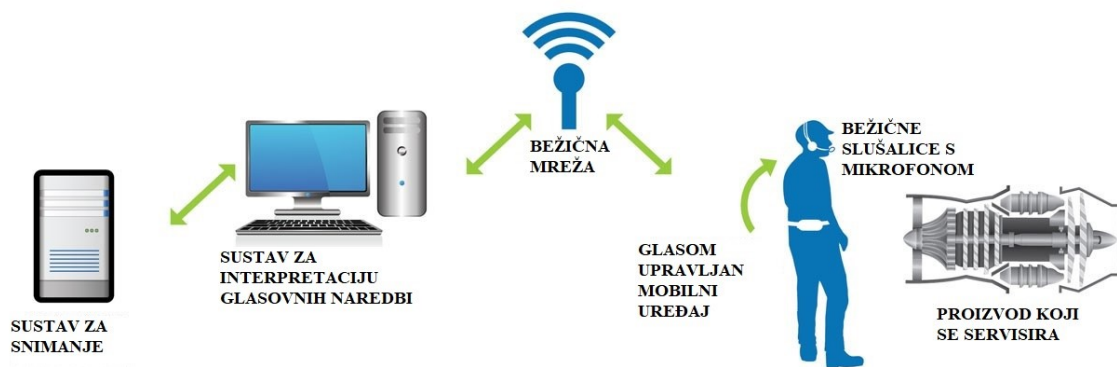 SUSTAV ZA
SNIMANJE
SUSTAV ZA
INTERPRETACIJU
GLASOVNIH NAREDBI
BEŽIČNA
MREŽA
GLASOM
UPRAVLJAN
MOBILNI
UREĐAJ
BEŽIČNE
SLUŠALICE S
MIKROFONOM
PROIZVOD KOJI
SE SERVISIRA